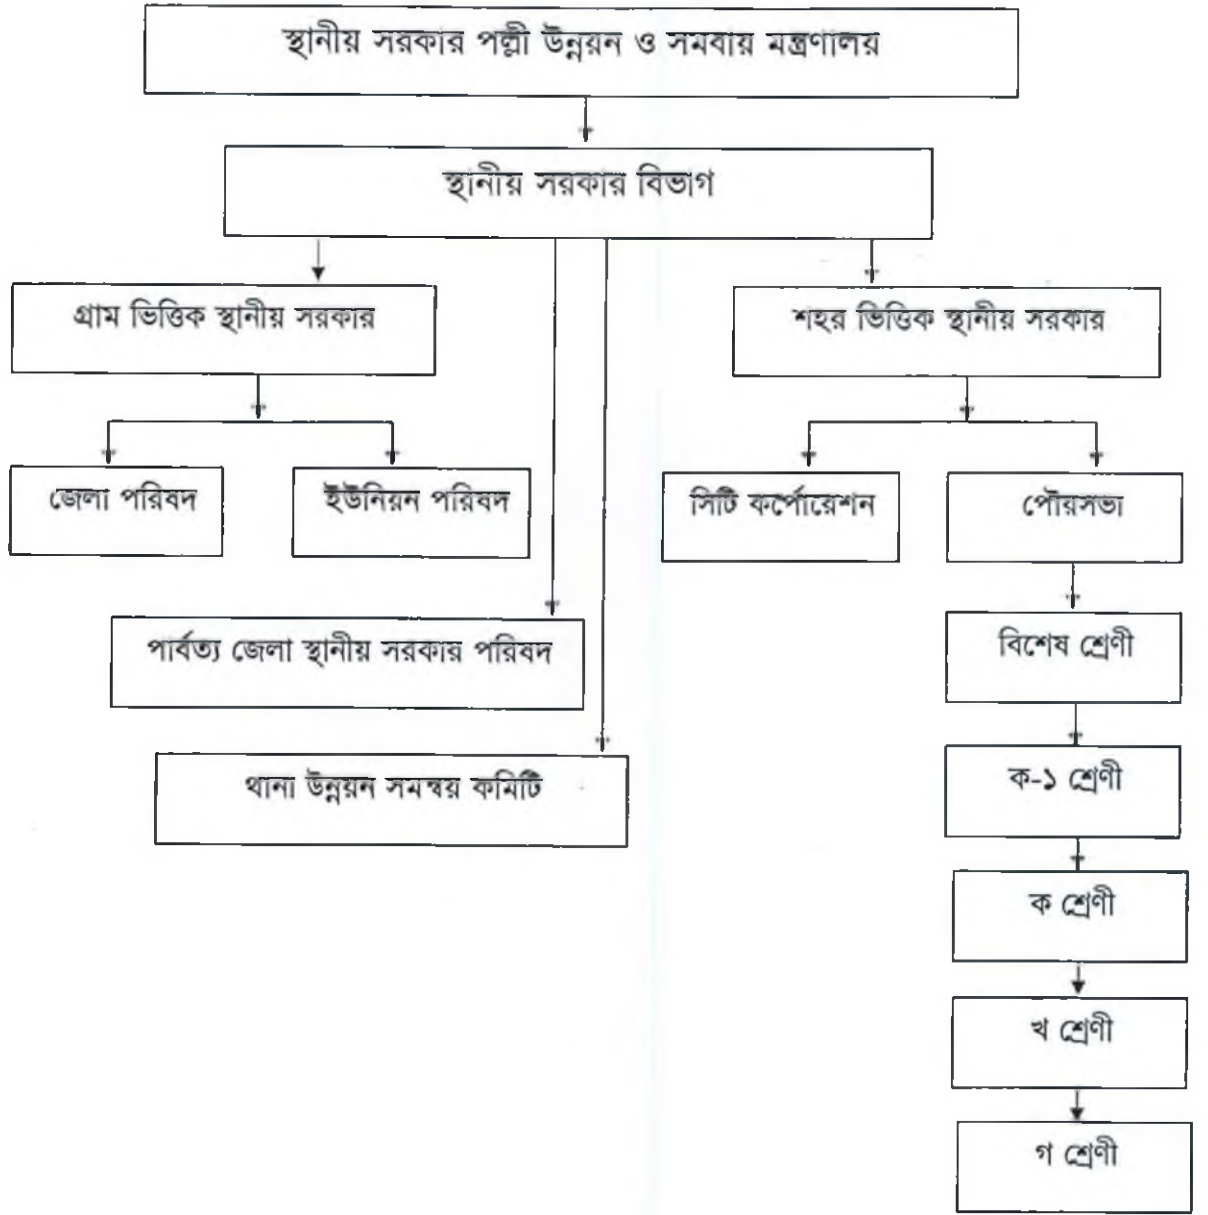 স্থানীয় সরকার পল্লী উন্নয়ন ও সমবায় মন্ত্রণালয়
স্থানীয় সরকার বিভাগ
গ্রাম ভিত্তিক স্থানীয় সরকার
শহর ভিত্তিক স্থানীয় সরকার
জেলা পরিষদ
ইউনিয়ন পরিষদ
সিটি কর্পোরেশন
পৌরসভা
পার্বত্য জেলা স্থানীয় সরকার পরিষদ
বিশেষ শ্রেণী
থানা উন্নয়ন সমন্বয় কমিটি
ক-১ শ্রেণী
ক শ্রেণী
খ শ্রেণী
গ শ্রেণী